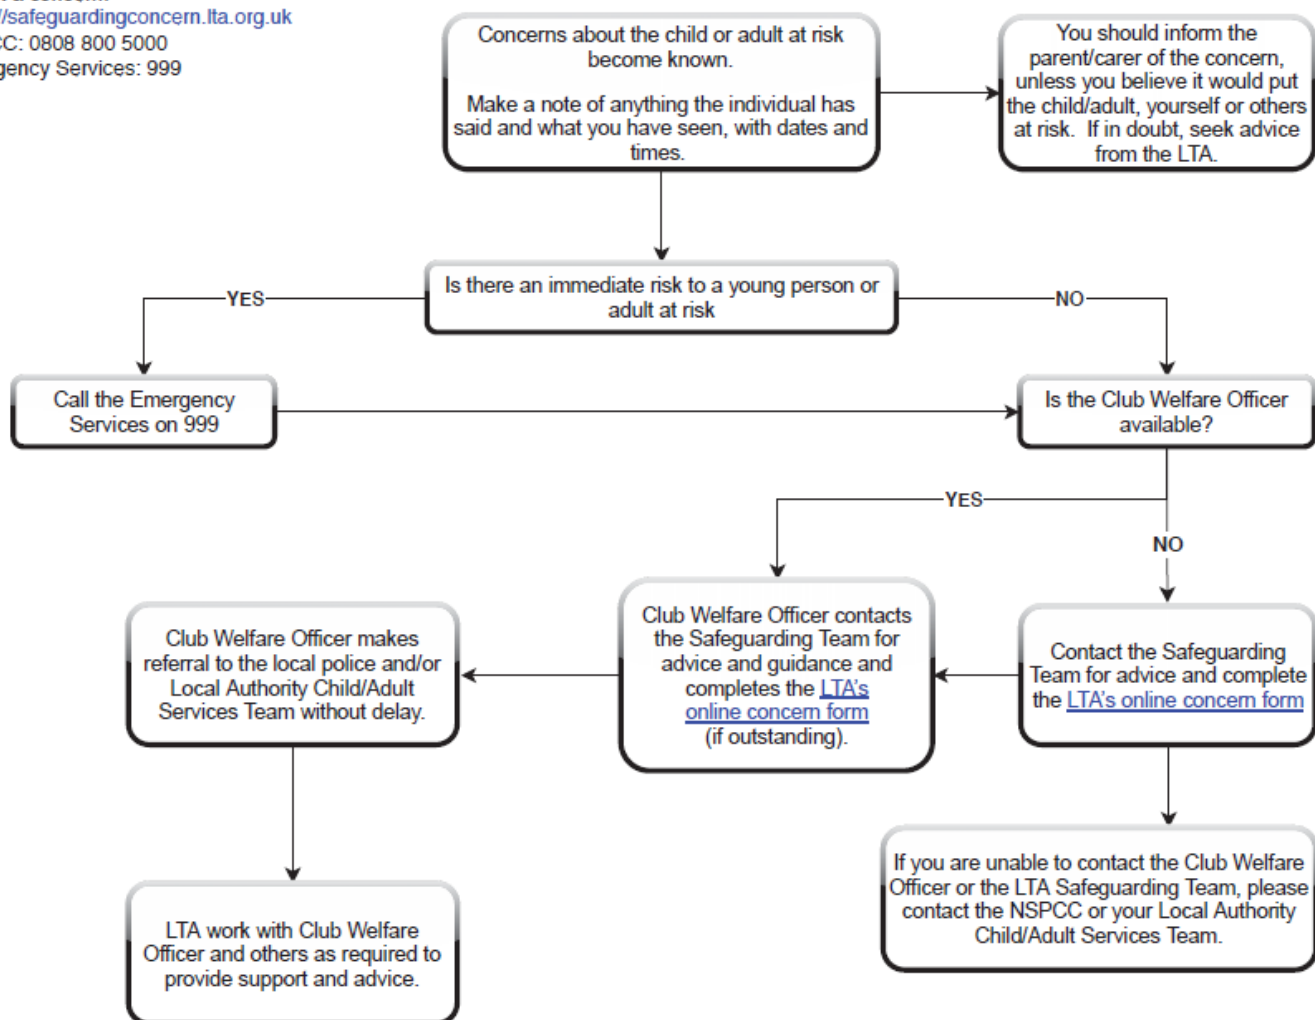 //safeguardingconcern.lta.org.uk
CC: 0808 800 5000
gency Services: 999
Concerns about the child or adult at risk
become known.
Make a note of anything the individual has
said and what you have seen, with dates and
times.
You should inform the
parent/carer of the concern,
unless you believe it would put
the child/adult, yourself or others
at risk. If in doubt, seek advice
from the LTA.
Is there an immediate risk to a young person or
adult at risk
YES
NO
Call the Emergency
Services on 999
Is the Club Welfare Officer
available?
YES
NO
Club Welfare Officer makes
referral to the local police and/or
Local Authority Child/Adult
Services Team without delay.
Club Welfare Officer contacts
the Safeguarding Team for
advice and guidance and
completes the LTA's
online concern form
(if outstanding).
Contact the Safeguarding
Team for advice and complete
the LTA's online concern form
LTA work with Club Welfare
Officer and others as required to
provide support and advice.
If you are unable to contact the Club Welfare
Officer or the LTA Safeguarding Team, please
contact the NSPCC or your Local Authority
Child/Adult Services Team.